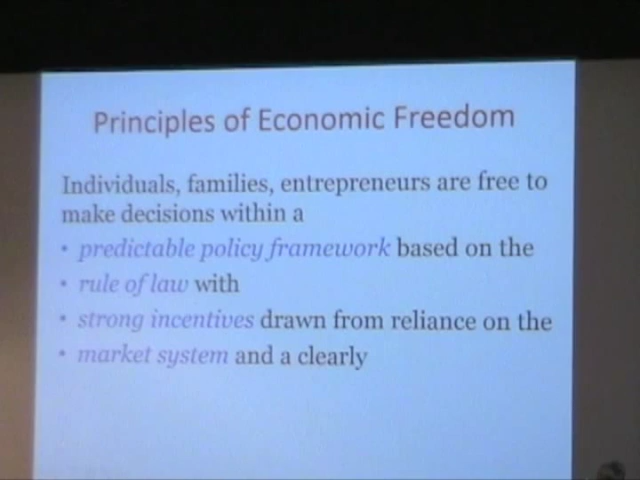 Principles of Economic Freedom
Individuals, families, entrepreneurs are free to
make decisions within a
• predictable policy framework based on the
• rule of law with
• strong incentives drawn from reliance on the
• market system and a clearly